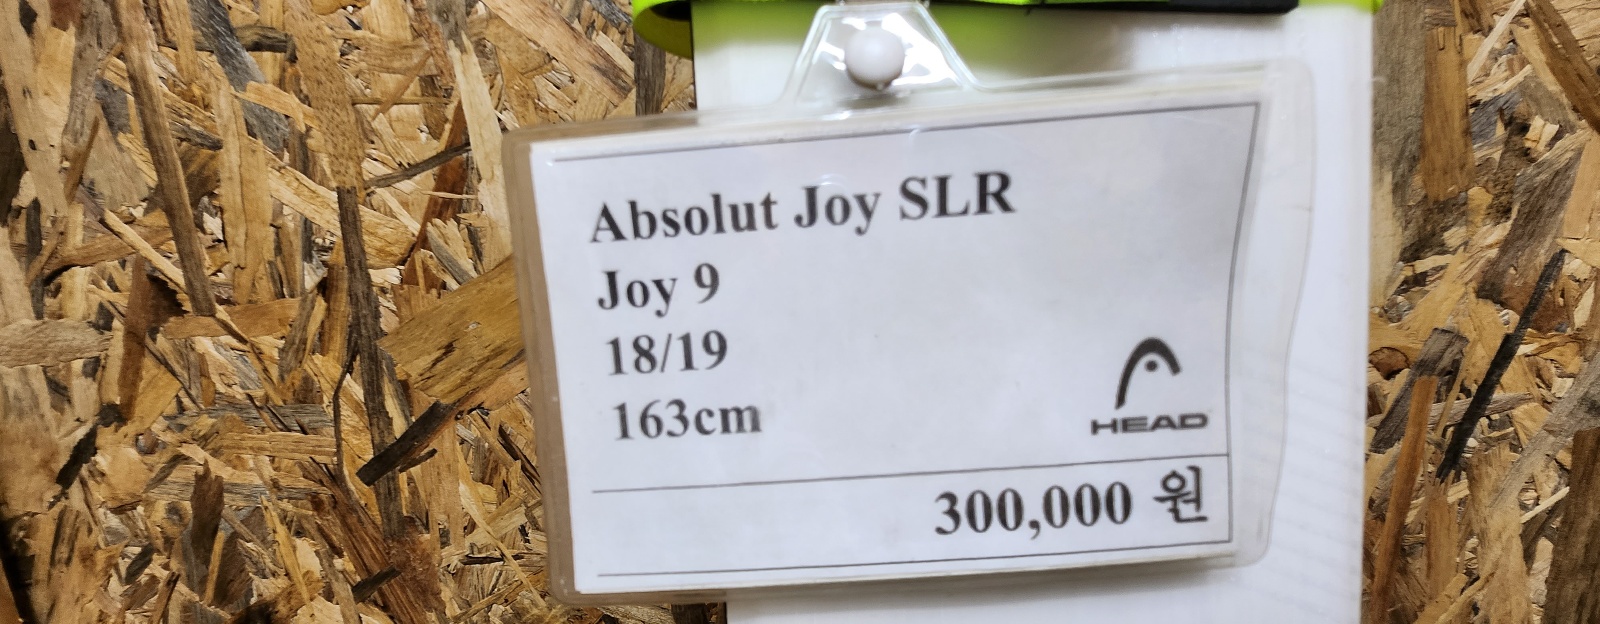 Absolut Joy SLR
Joy 9
18/19
163cm
HEAD
300,000 원